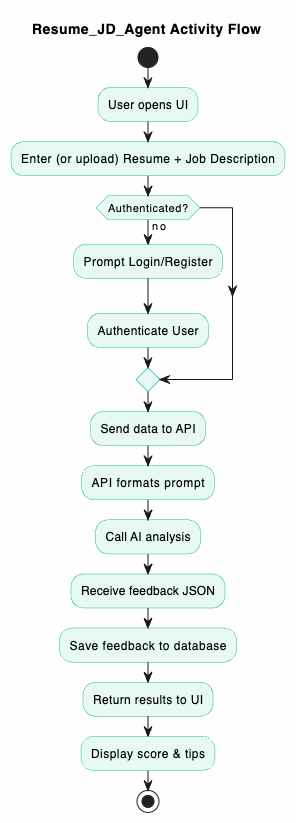 Resume_JD_Agent Activity Flow
User opens UI
Enter (or upload) Resume + Job Description
Authenticated?
no
Prompt Login/Register
Authenticate User
Send data to API
API formats prompt
Call AI analysis
Receive feedback JSON
Save feedback to database
Return results to UI
Display score & tips